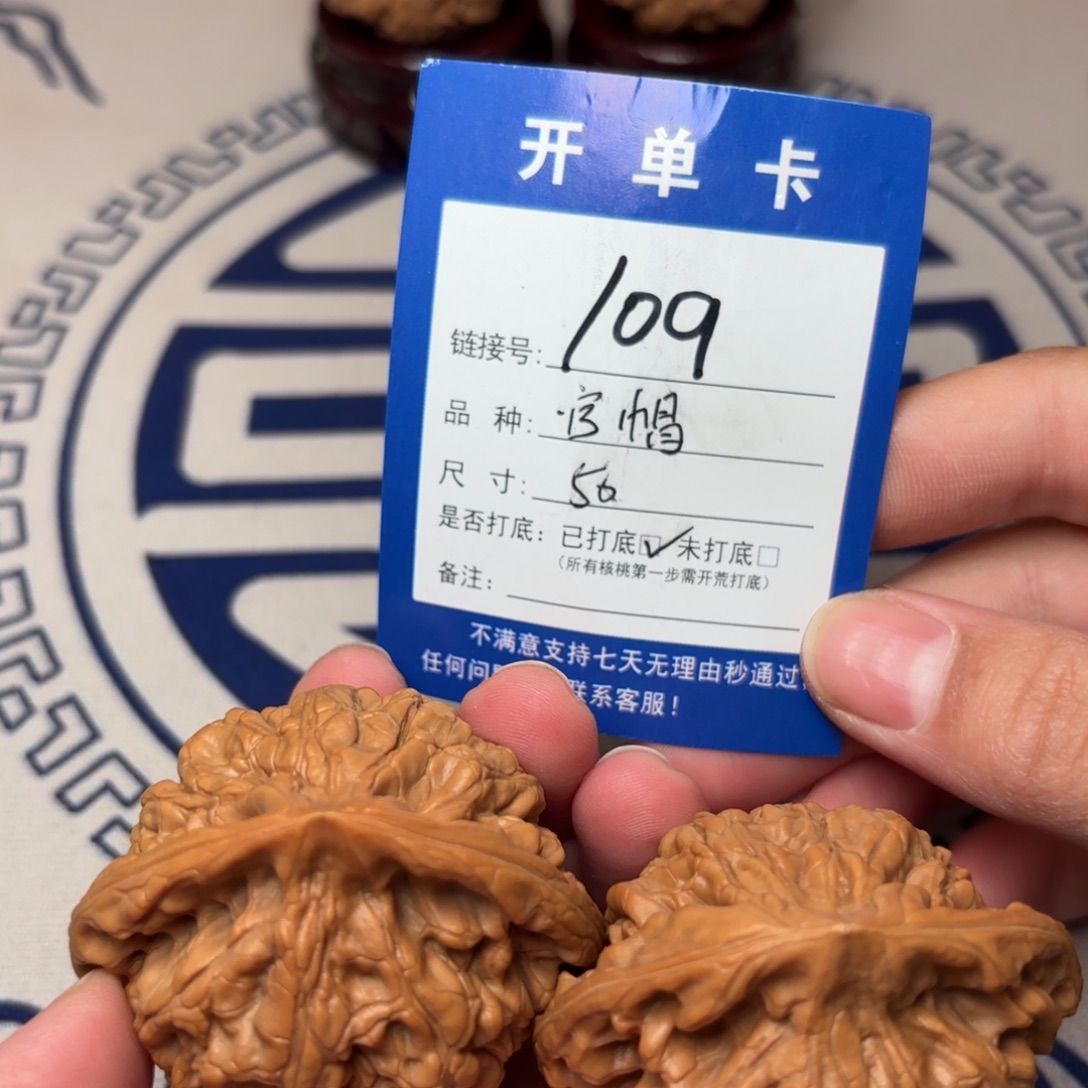 开单卡
链接号: 109
品 种: 官帽
尺 寸: 50
是否打底: 已打底☑ 未打底☐
(所有核桃第一步需开荒打底)
备注:
不满意支持七天无理由秒通过
任何问 联系客服!